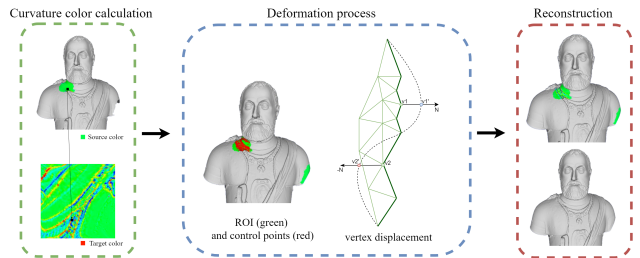 Curvature color calculation
Deformation process
Reconstruction
Source color
Target color
v1
v1'
N
-N
v2'
v2
ROI (green)
and control points (red)
vertex displacement